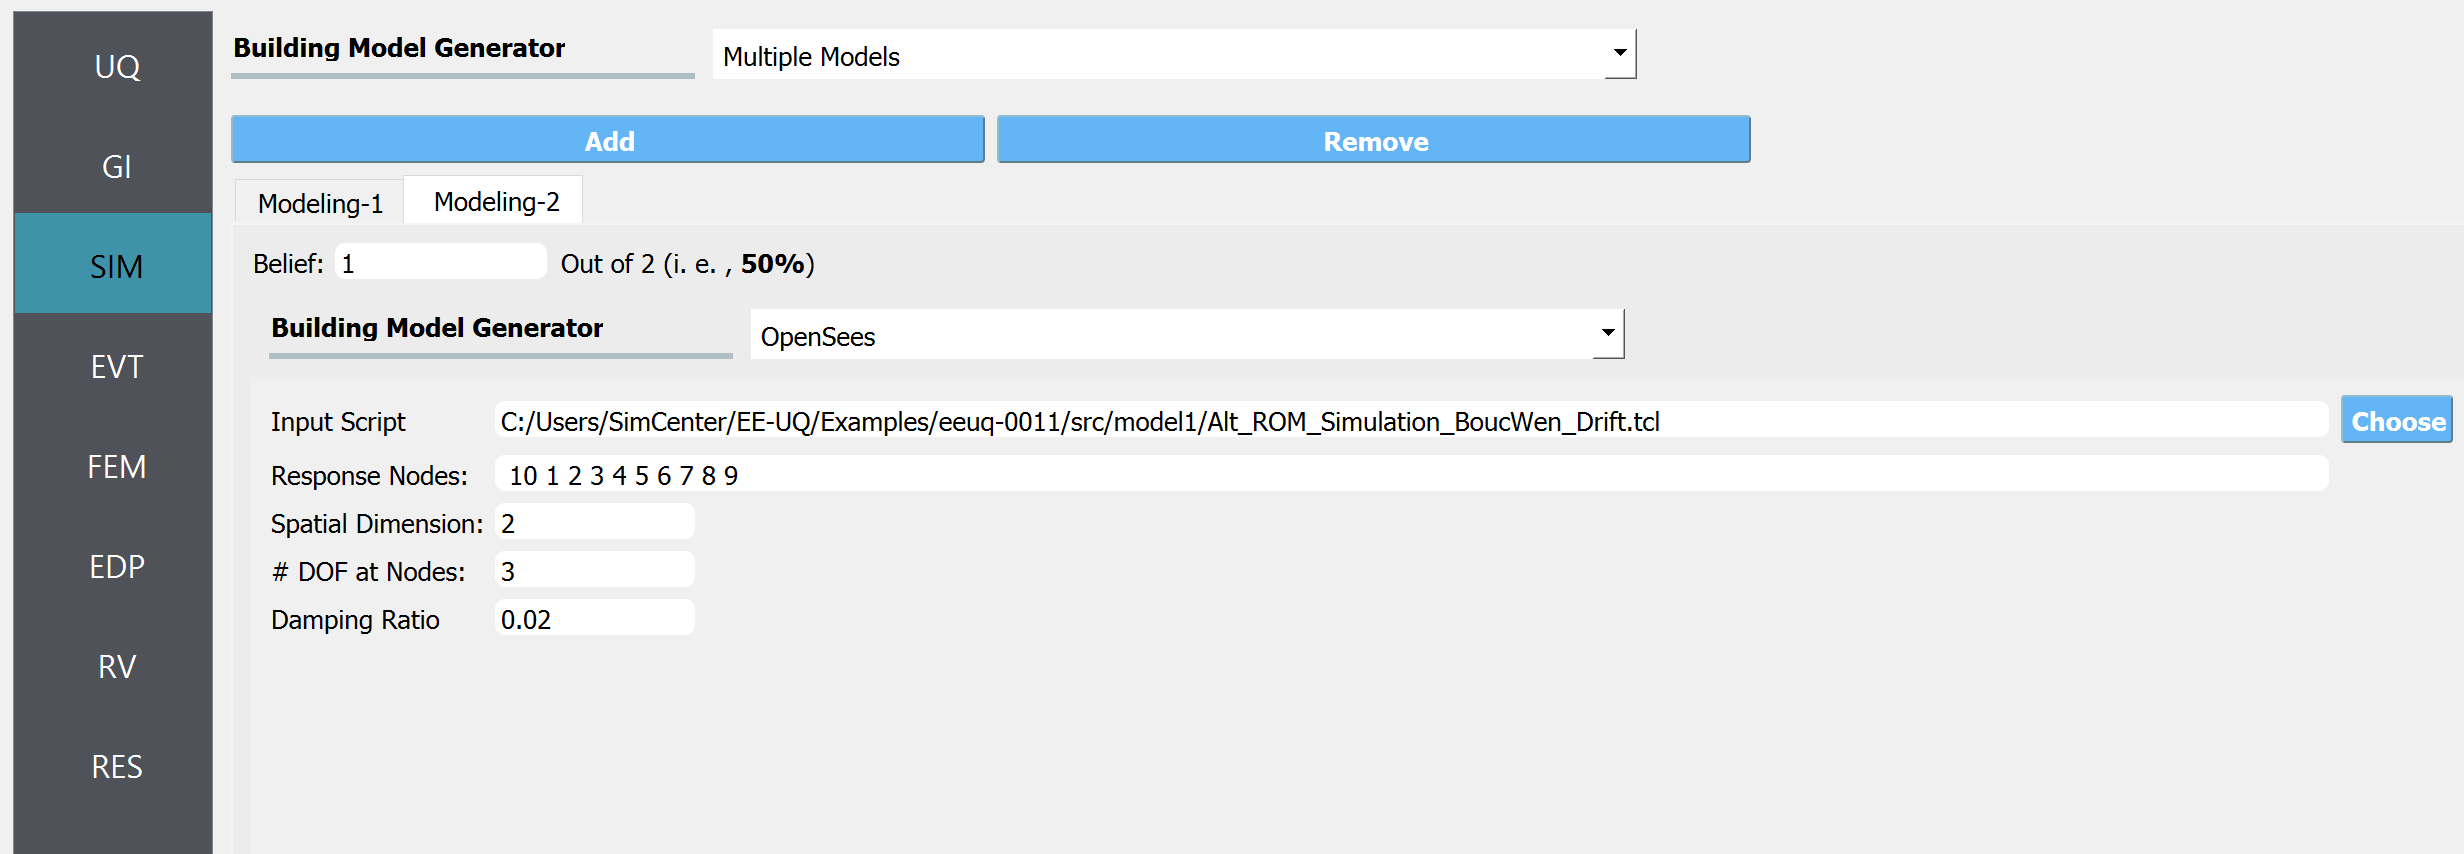 UQ
GI
SIM
EVT
FEM
EDP
RV
RES
Building Model Generator
Multiple Models
Add
Remove
Modeling-1
Modeling-2
Belief: 1 Out of 2 (i. e. , 50%)
Building Model Generator
OpenSees
Input Script C:/Users/SimCenter/EE-UQ/Examples/eeuq-0011/src/model1/Alt_ROM_Simulation_BoucWen_Drift.tcl Choose
Response Nodes: 10 1 2 3 4 5 6 7 8 9
Spatial Dimension: 2
# DOF at Nodes: 3
Damping Ratio 0.02